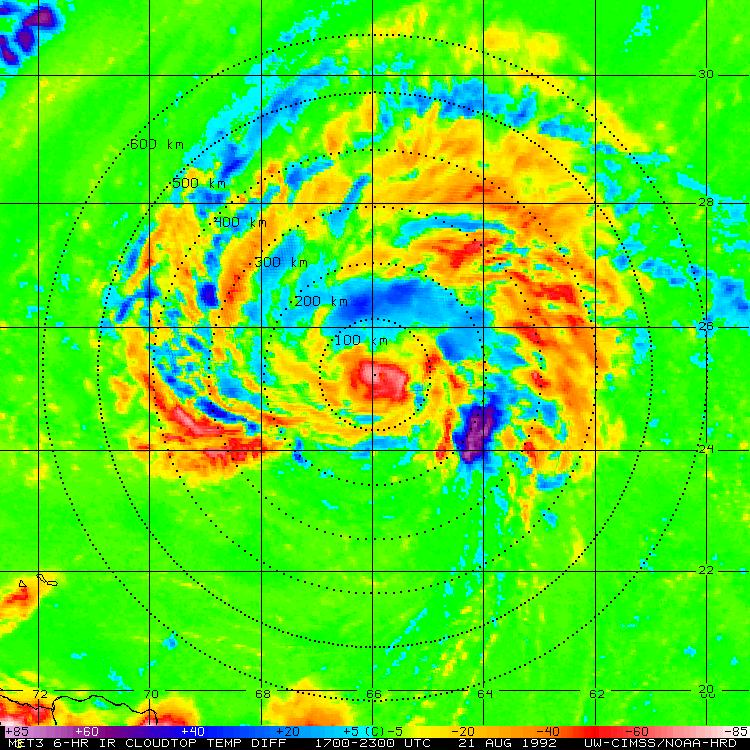 30
600 km
500 km
28
400 km
300 km
200 km
26
100 km
24
22
72 70 68 66 64 62 60 20
+85 +60 +40 +20 +5 (C) -5 -20 -40 -60 -85
MET3 6-HR IR CLOUDTOP TEMP DIFF 1700-2300 UTC 21 AUG 1992 UW-CIMSS/NOAA-HRD